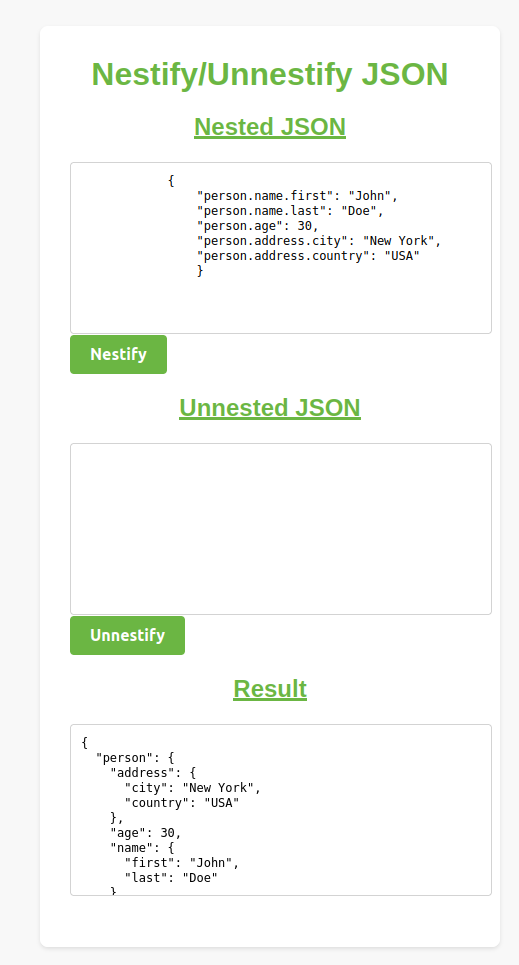 Nestify/Unnestify JSON
Nested JSON
{
"person.name.first": "John",
"person.name.last": "Doe",
"person.age": 30,
"person.address.city": "New York",
"person.address.country": "USA"
}
Nestify
Unnested JSON
Unnestify
Result
{
"person": {
"address": {
"city": "New York",
"country": "USA"
},
"age": 30,
"name": {
"first": "John",
"last": "Doe"
}